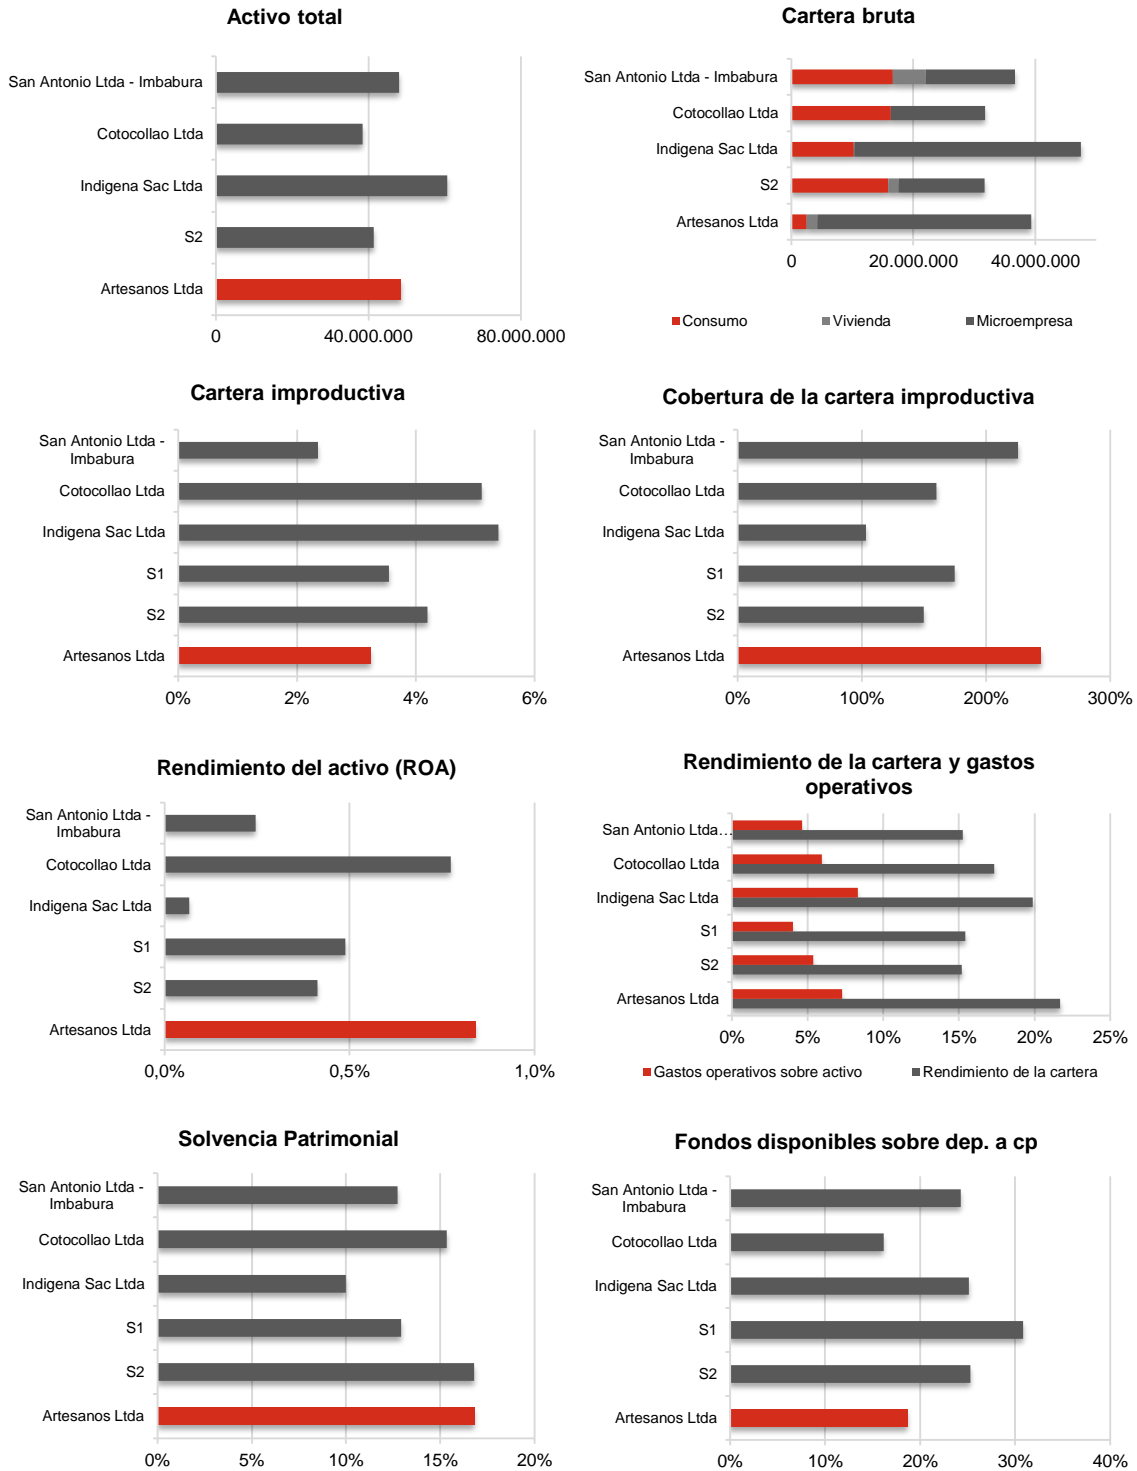 Activo total
San Antonio Ltda - Imbabura
Cotocollao Ltda
Indigena Sac Ltda
S2
Artesanos Ltda
0
40.000.000
80.000.000
Cartera bruta
San Antonio Ltda - Imbabura
Cotocollao Ltda
Indigena Sac Ltda
S2
Artesanos Ltda
0
20.000.000
40.000.000
Consumo
Vivienda
Microempresa
Cartera improductiva
San Antonio Ltda -
Imbabura
Cotocollao Ltda
Indigena Sac Ltda
S1
S2
Artesanos Ltda
0%
2%
4%
6%
Cobertura de la cartera improductiva
San Antonio Ltda -
Imbabura
Cotocollao Ltda
Indigena Sac Ltda
S1
S2
Artesanos Ltda
0%
100%
200%
300%
Rendimiento del activo (ROA)
San Antonio Ltda -
Imbabura
Cotocollao Ltda
Indigena Sac Ltda
S1
S2
Artesanos Ltda
0,0%
0,5%
1,0%
Rendimiento de la cartera y gastos
operativos
San Antonio Ltda…
Cotocollao Ltda
Indigena Sac Ltda
S1
S2
Artesanos Ltda
0%
5%
10%
15%
20%
25%
Gastos operativos sobre activo
Rendimiento de la cartera
Solvencia Patrimonial
San Antonio Ltda -
Imbabura
Cotocollao Ltda
Indigena Sac Ltda
S1
S2
Artesanos Ltda
0%
5%
10%
15%
20%
Fondos disponibles sobre dep. a cp
San Antonio Ltda -
Imbabura
Cotocollao Ltda
Indigena Sac Ltda
S1
S2
Artesanos Ltda
0%
10%
20%
30%
40%